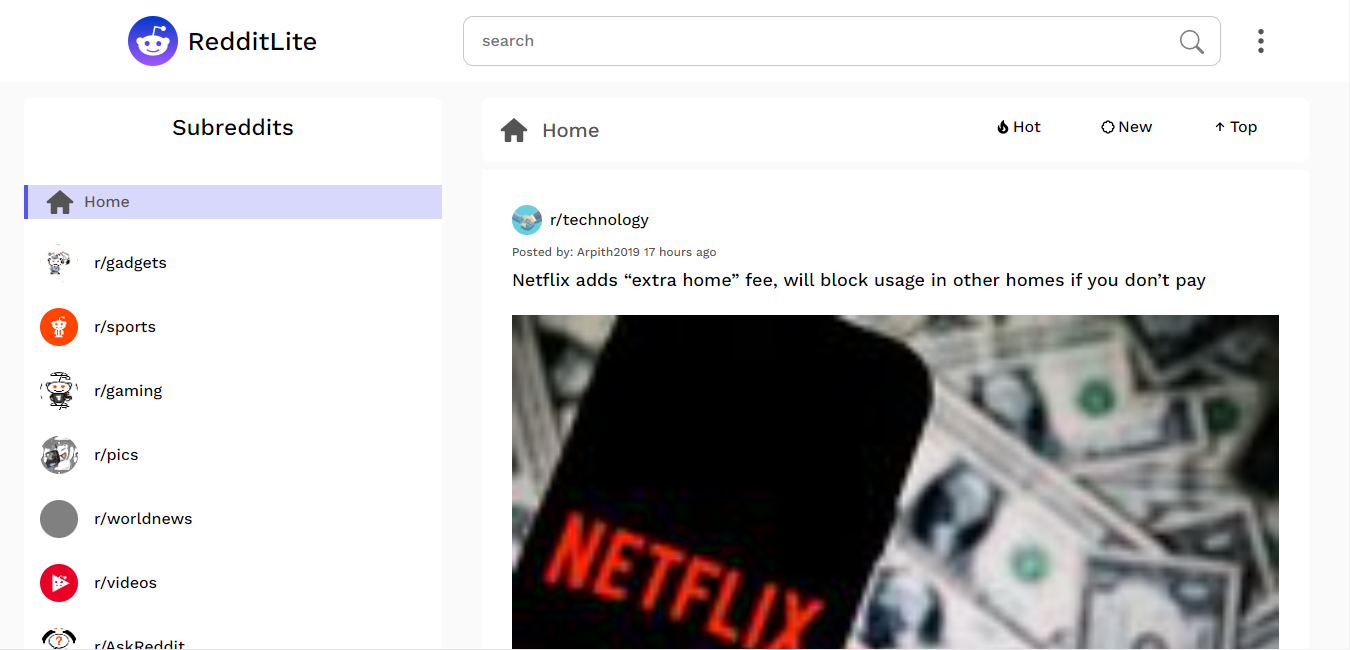 RedditLite
search
Subreddits
Home
r/gadgets
r/sports
r/gaming
r/pics
r/worldnews
r/videos
r/AskReddit
Home
Hot
New
Top
r/technology
Posted by: Arpith2019 17 hours ago
Netflix adds “extra home” fee, will block usage in other homes if you don’t pay
NETFLIX